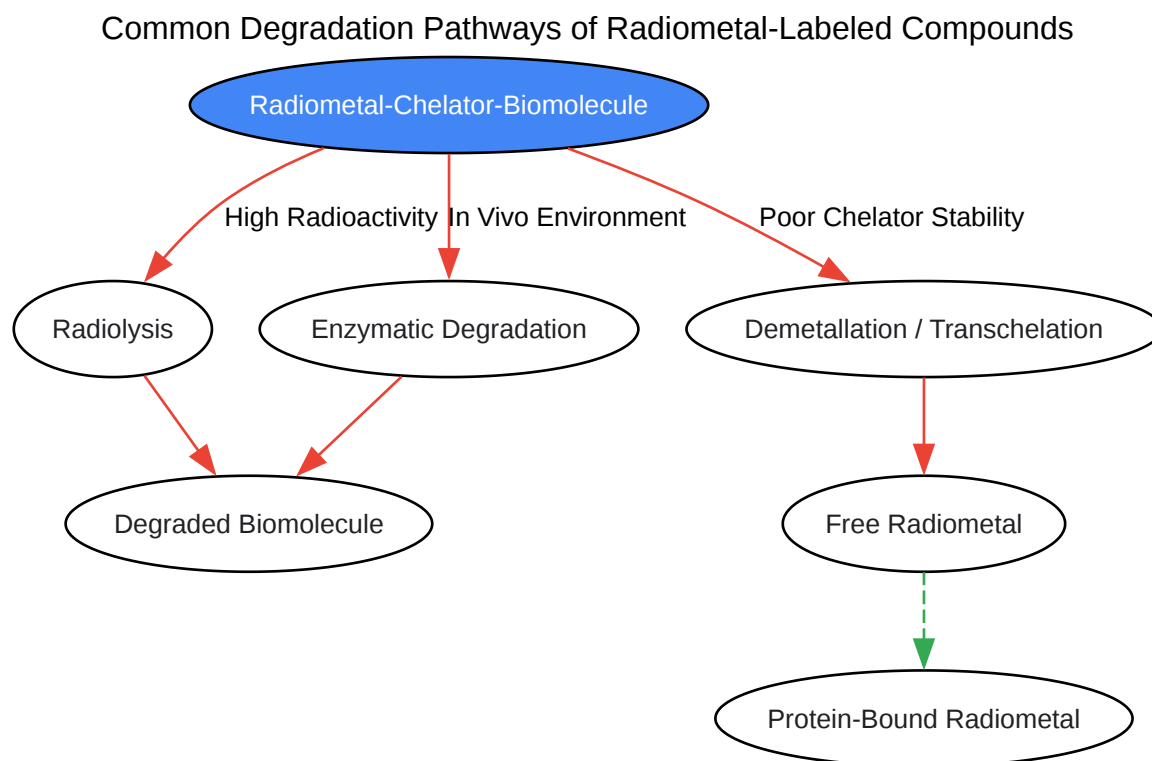 Common Degradation Pathways of Radiometal-Labeled Compounds
Radiometal-Chelator-Biomolecule
High Radioactivity
In Vivo Environment
Poor Chelator Stability
Radiolysis
Enzymatic Degradation
Demetallation / Transchelation
Degraded Biomolecule
Free Radiometal
Protein-Bound Radiometal